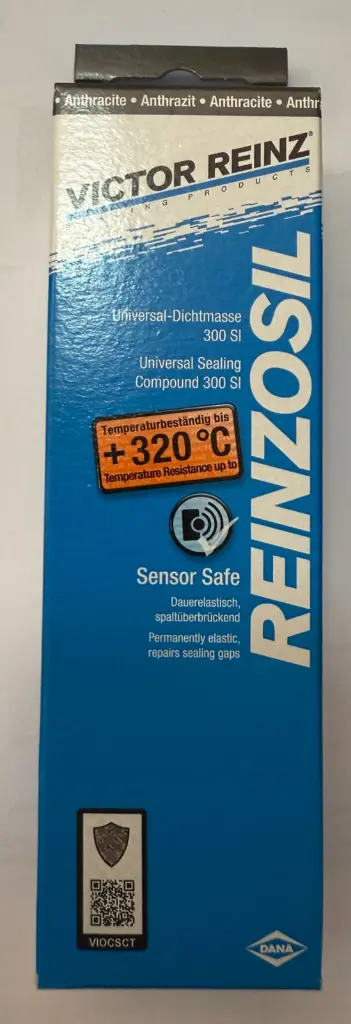 • Anthracite • Anthrazit • Anthracite • Anthr
VICTOR REINZ®
ING PRODUCTS
REINZOSIL
Universal-Dichtmasse
300 SI
Universal Sealing
Compound 300 SI
Temperaturbeständig bis
+320 °C
Temperature Resistance up to
Sensor Safe
Dauerelastisch,
spaltüberbrückend
Permanently elastic,
repairs sealing gaps
VIOCSCT
DANA